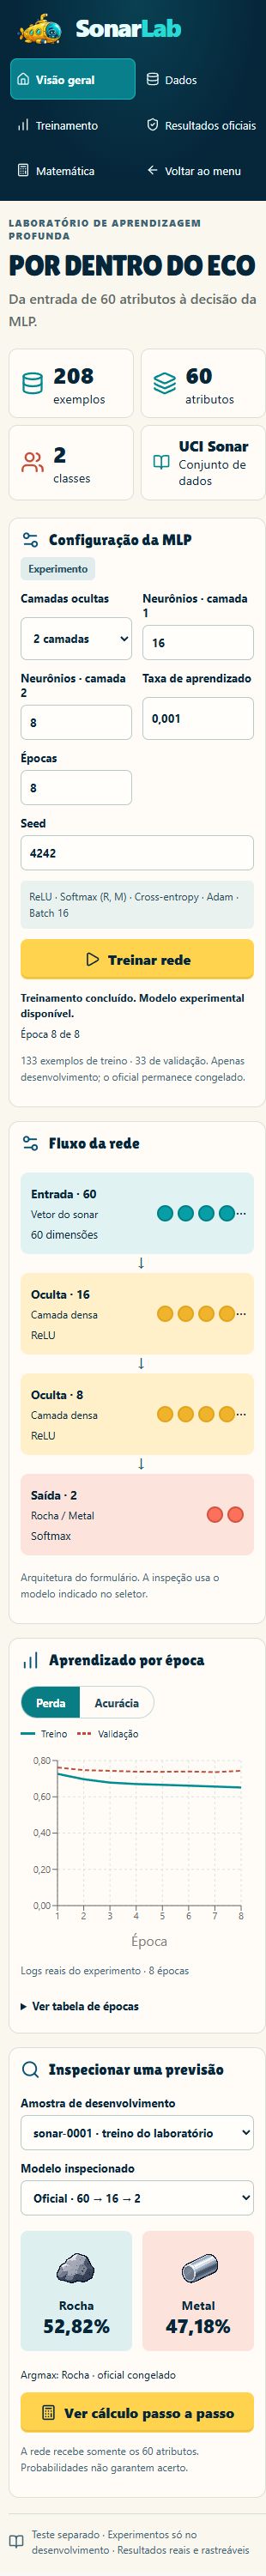 SonarLab
Visão geral
Dados
Treinamento
Resultados oficiais
Matemática
Voltar ao menu
LABORATÓRIO DE APRENDIZAGEM
PROFUNDA
POR DENTRO DO ECO
Da entrada de 60 atributos à decisão da
MLP.
208
exemplos
60
atributos
2
classes
UCI Sonar
Conjunto de
dados
Configuração da MLP
Experimento
Camadas ocultas
2 camadas
Neurônios · camada
1
16
Neurônios · camada
2
8
Taxa de aprendizado
0,001
Épocas
8
Seed
4242
ReLU · Softmax (R, M) · Cross-entropy · Adam ·
Batch 16
Treinar rede
Treinamento concluído. Modelo experimental
disponível.
Época 8 de 8
133 exemplos de treino · 33 de validação. Apenas
desenvolvimento; o oficial permanece congelado.
Fluxo da rede
Entrada · 60
Vetor do sonar
60 dimensões
...
↓
Oculta · 16
Camada densa
ReLU
...
↓
Oculta · 8
Camada densa
ReLU
...
↓
Saída · 2
Rocha / Metal
Softmax
Arquitetura do formulário. A inspeção usa o
modelo indicado no seletor.
Aprendizado por época
Perda
Acurácia
Treino
Validação
0,80
0,60
0,40
0,20
0,00
1 2 3 4 5 6 7 8
Época
Logs reais do experimento · 8 épocas
▸ Ver tabela de épocas
Inspecionar uma previsão
Amostra de desenvolvimento
sonar-0001 · treino do laboratório
Modelo inspecionado
Oficial · 60 → 16 → 2
Rocha
52,82%
Metal
47,18%
Argmax: Rocha · oficial congelado
Ver cálculo passo a passo
A rede recebe somente os 60 atributos.
Probabilidades não garantem acerto.
Teste separado · Experimentos só no
desenvolvimento · Resultados reais e rastreáveis